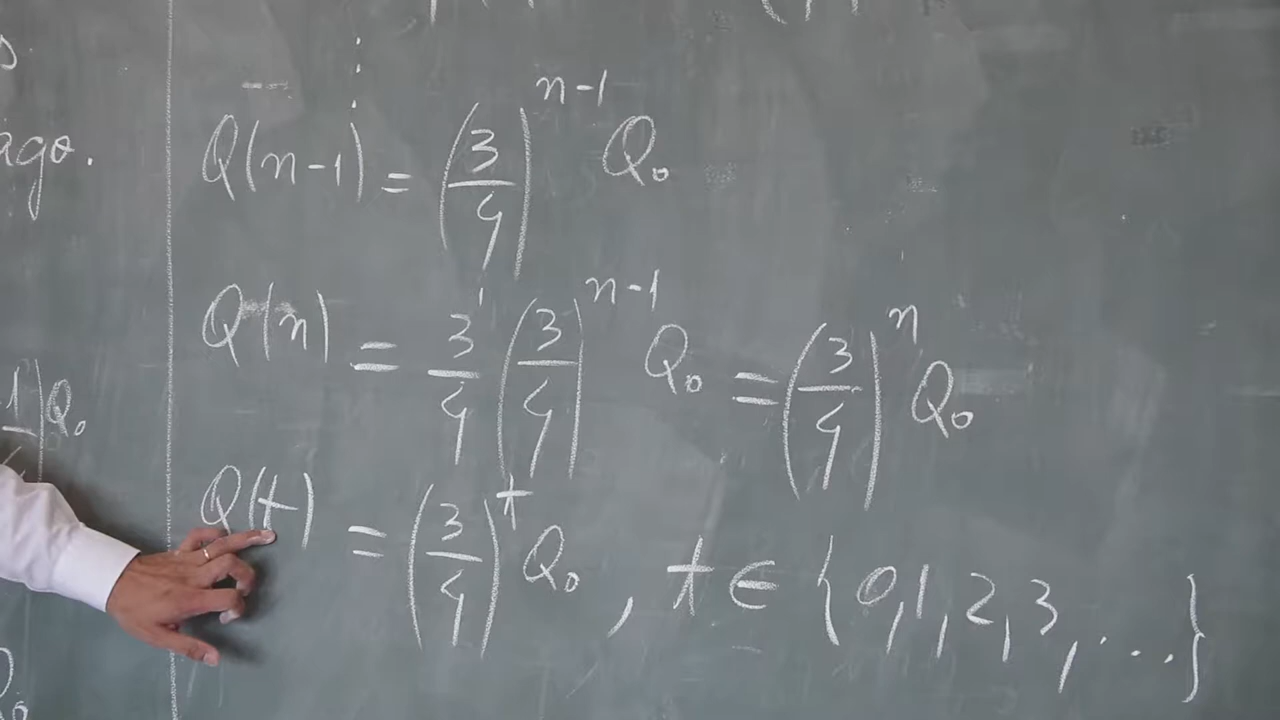 ago.
Q(n-1) = (3/4)^{n-1} Q₀
Q(n) = 3/4 (3/4)^{n-1} Q₀ = (3/4)^n Q₀
Q₀
Q(t) = (3/4)^t Q₀, t ∈ {0,1,2,3,...}